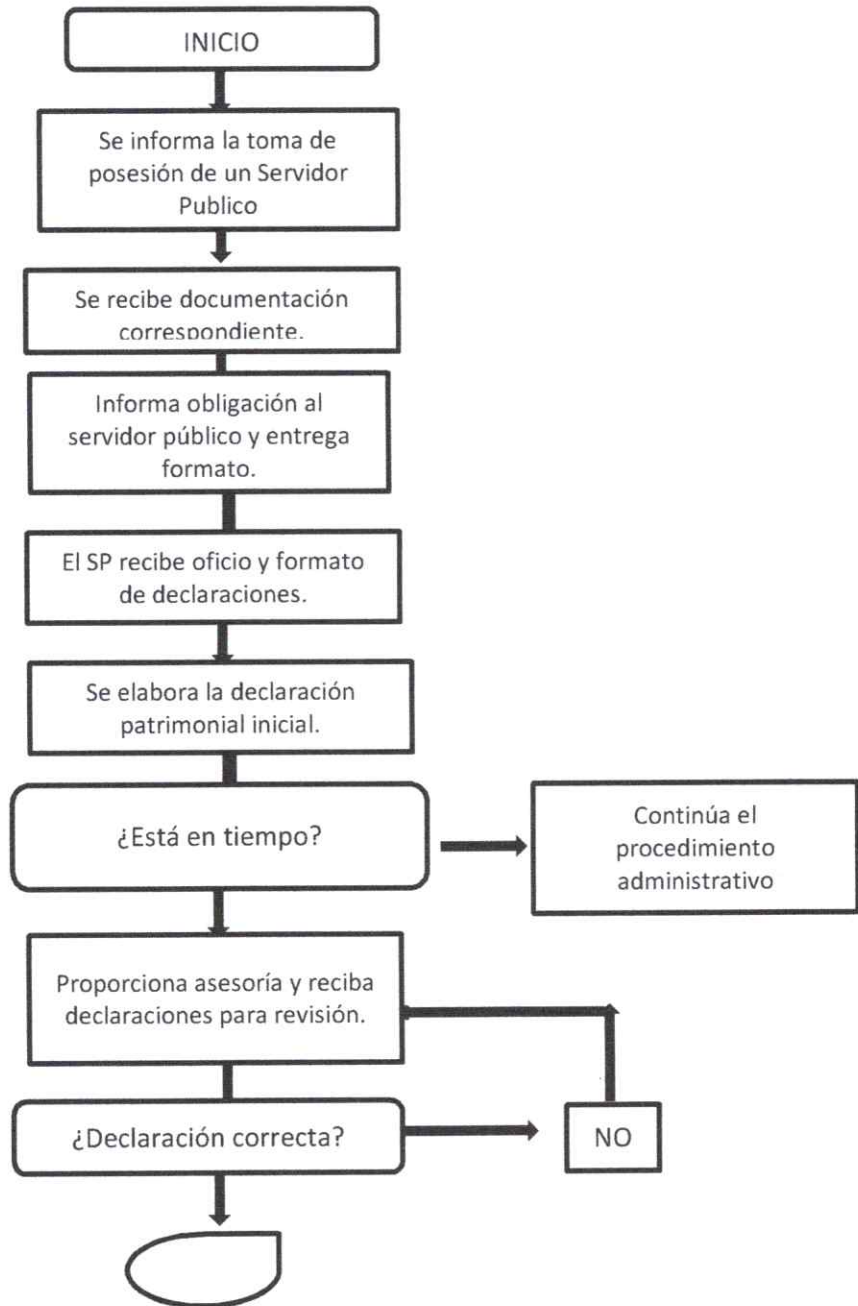 INICIO
Se informa la toma de
posesión de un Servidor
Publico
Se recibe documentación
correspondiente.
Informa obligación al
servidor público y entrega
formato.
El SP recibe oficio y formato
de declaraciones.
Se elabora la declaración
patrimonial inicial.
¿Está en tiempo?
Continúa el
procedimiento
administrativo
Proporciona asesoría y reciba
declaraciones para revisión.
¿Declaración correcta?
NO